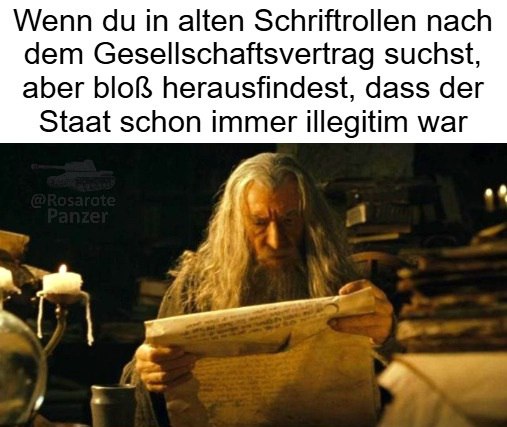 Wenn du in alten Schriftrollen nach
dem Gesellschaftsvertrag suchst,
aber bloß herausfindest, dass der
Staat schon immer illegitim war
@Rosarote
Panzer